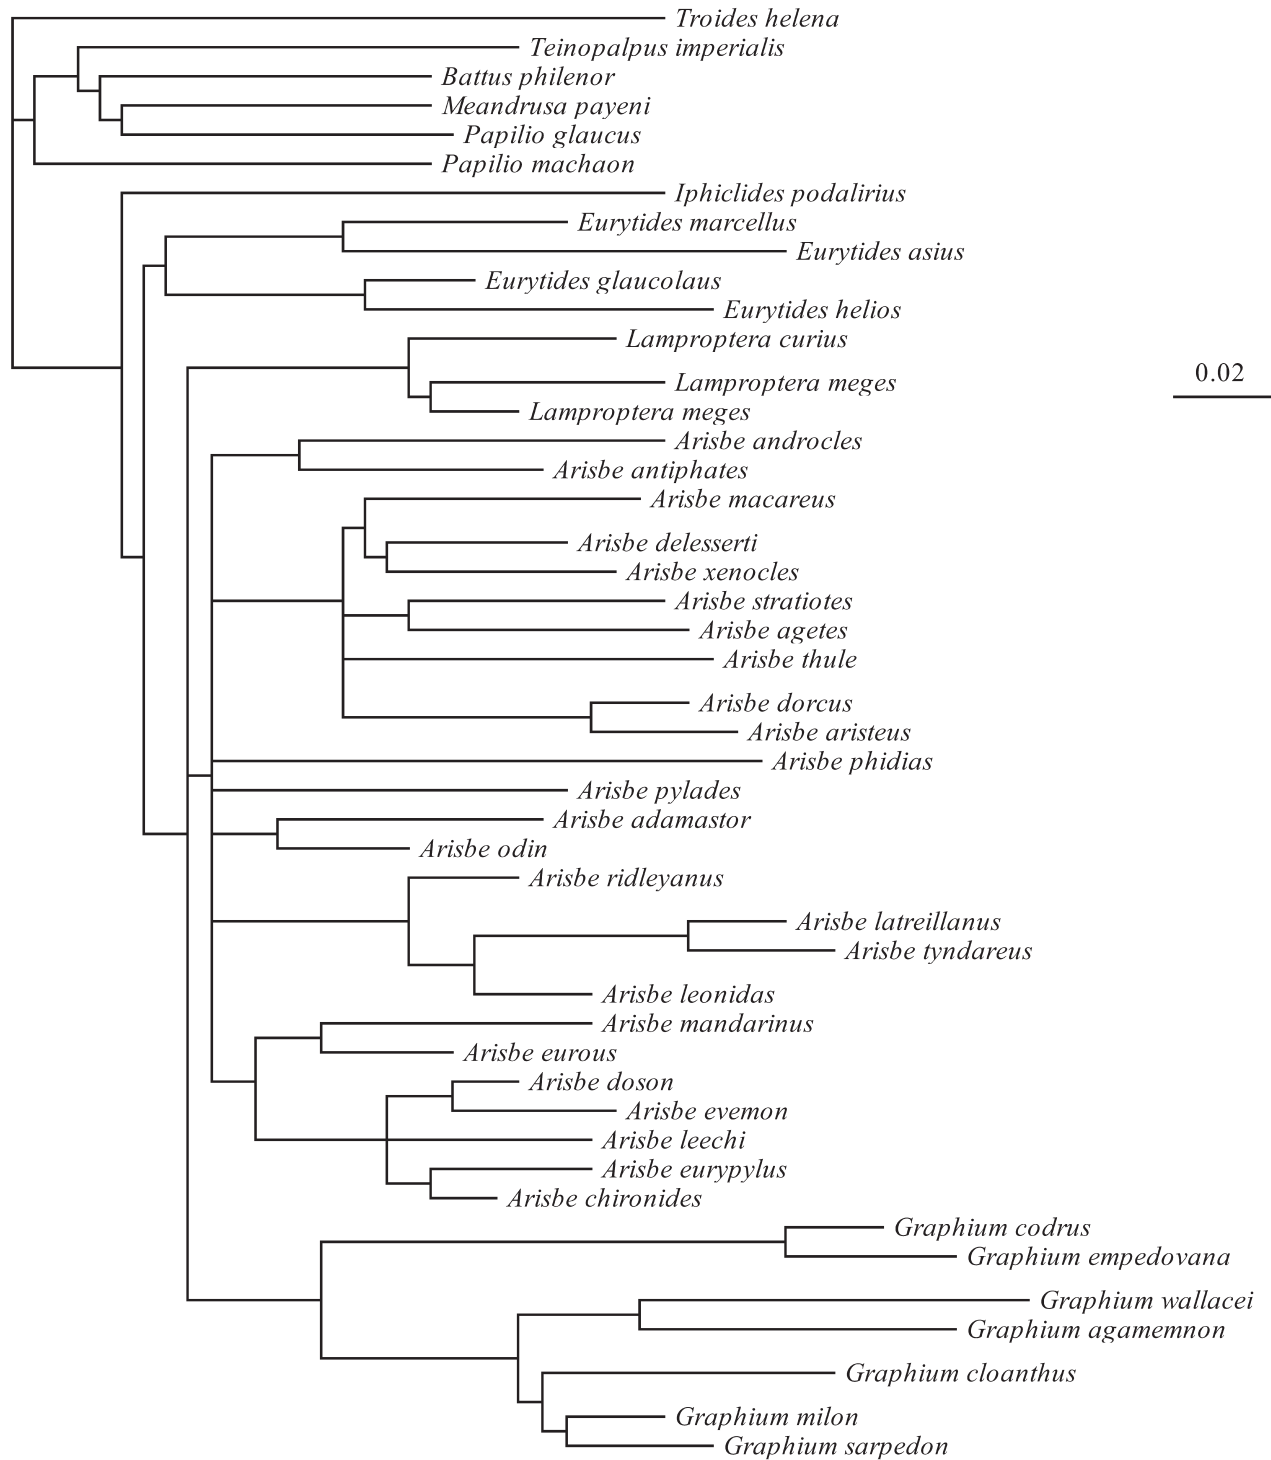 Troides helena
Teinopalpus imperialis
Battus philenor
Meandrusa payeni
Papilio glaucus
Papilio machaon
Iphiclides podalirius
Eurytides marcellus
Eurytides asius
Eurytides glaucolaus
Eurytides helios
Lamproptera curius
0.02
Lamproptera meges
Lamproptera meges
Arisbe androcles
Arisbe antiphates
Arisbe macareus
Arisbe delesserti
Arisbe xenocles
Arisbe stratiotes
Arisbe agetes
Arisbe thule
Arisbe dorcus
Arisbe aristeus
Arisbe phidias
Arisbe pylades
Arisbe adamastor
Arisbe odin
Arisbe ridleyanus
Arisbe latreillanus
Arisbe tyndareus
Arisbe leonidas
Arisbe mandarinus
Arisbe eurous
Arisbe doson
Arisbe evemon
Arisbe leechi
Arisbe eurypylus
Arisbe chironides
Graphium codrus
Graphium empedovana
Graphium wallacei
Graphium agamemnon
Graphium cloanthus
Graphium milon
Graphium sarpedon